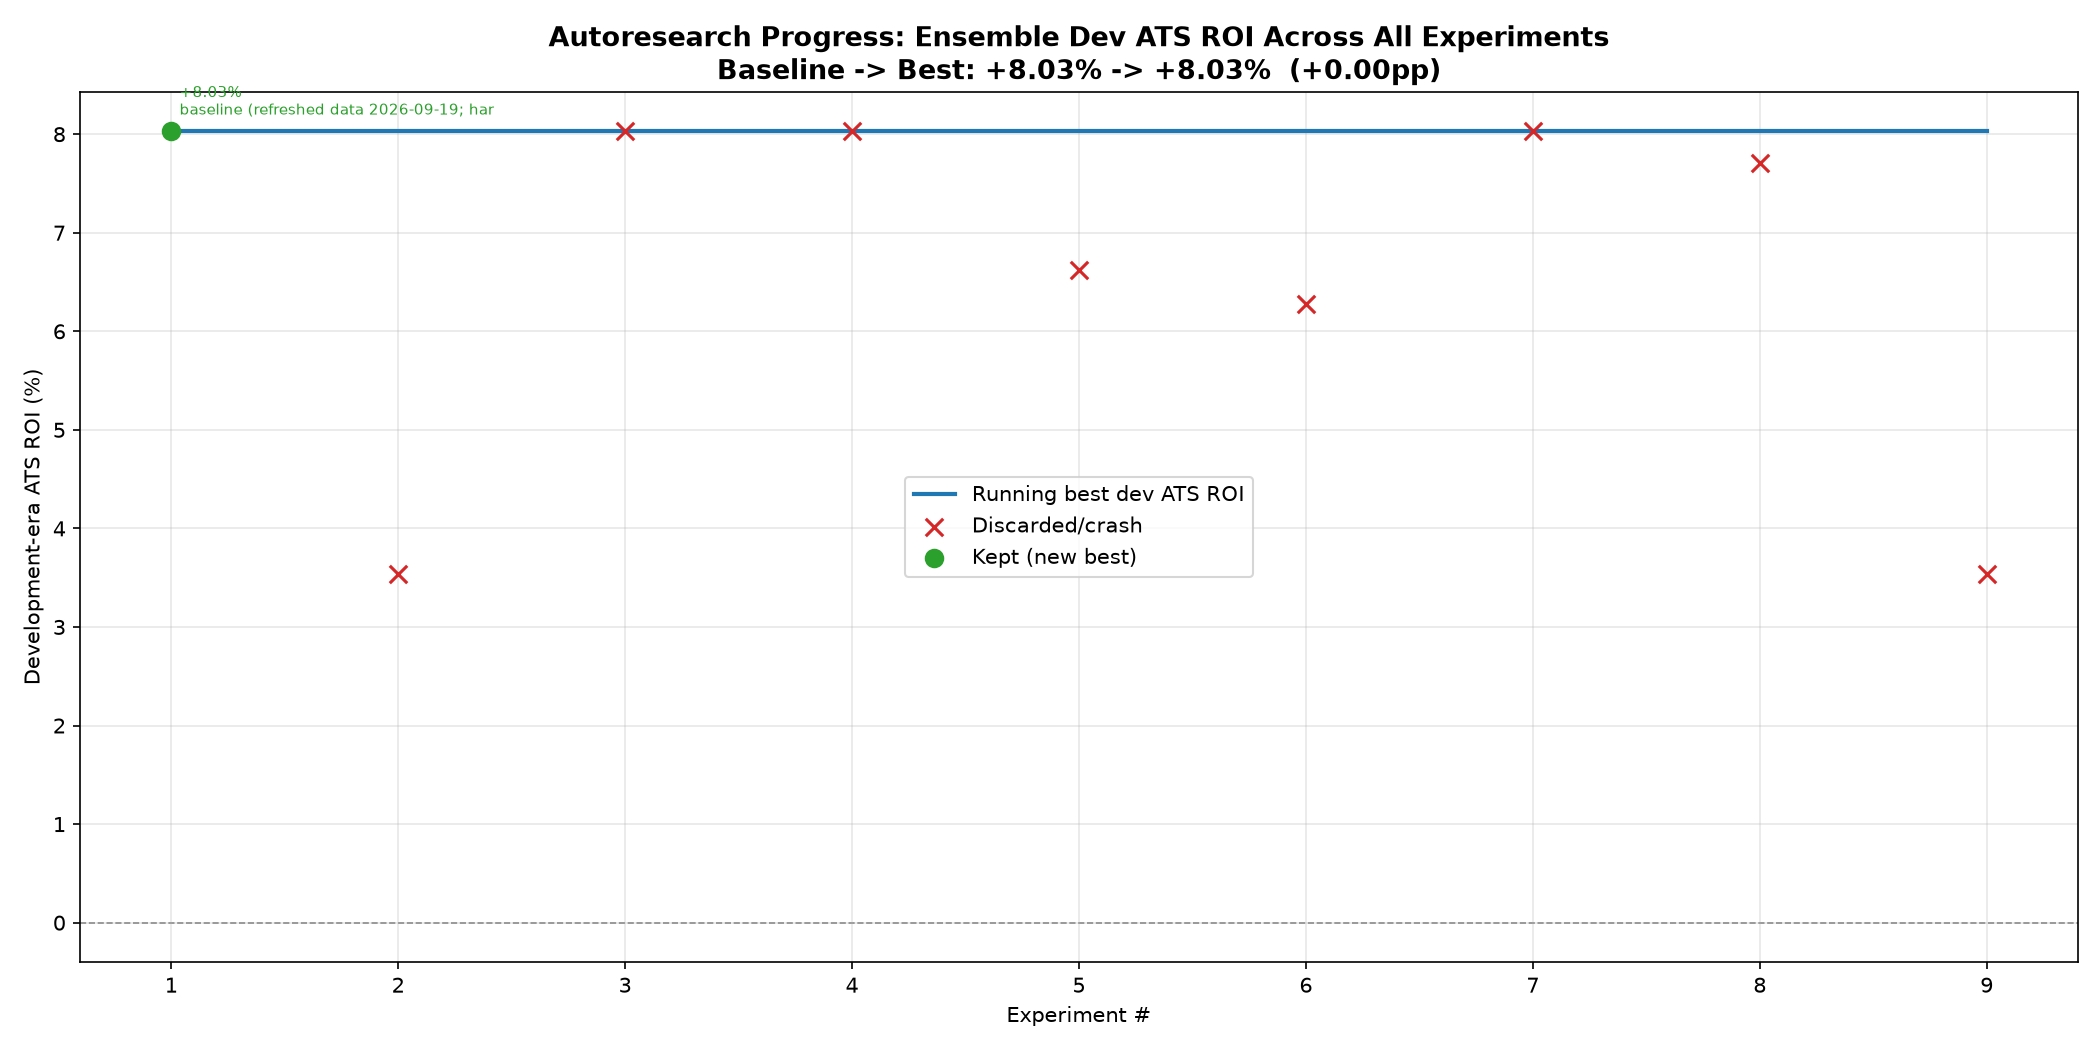 Autoresearch Progress: Ensemble Dev ATS ROI Across All Experiments
Baseline -> Best: +8.03% -> +8.03%  (+0.00pp)
+8.03%
baseline (refreshed data 2026-09-19; har
8
7
6
5
4
3
2
1
0
Development-era ATS ROI (%)
Running best dev ATS ROI
Discarded/crash
Kept (new best)
1 2 3 4 5 6 7 8 9
Experiment #